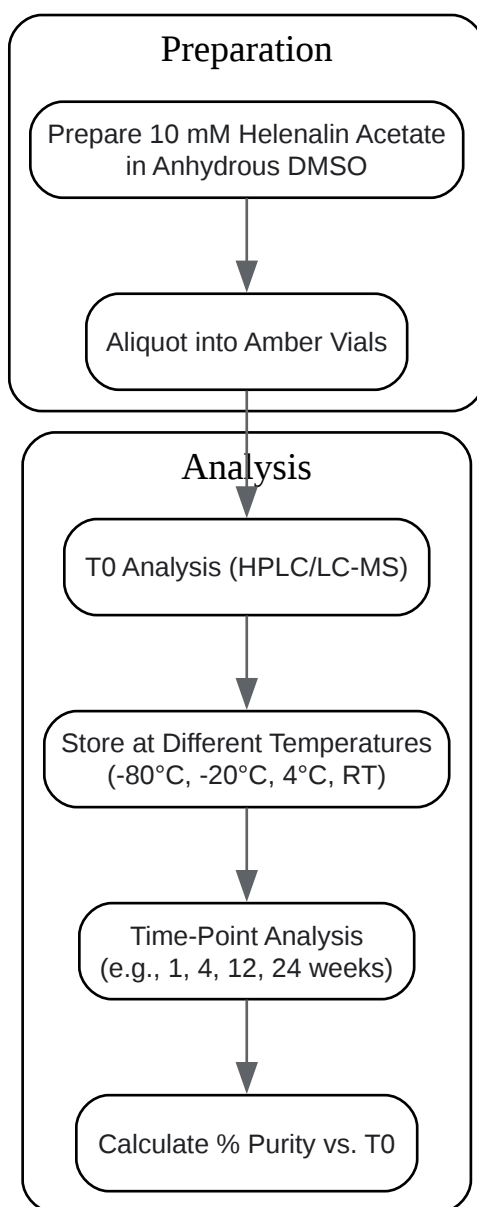 Preparation
Prepare 10 mM Helenalin Acetate
in Anhydrous DMSO
Aliquot into Amber Vials
Analysis
T0 Analysis (HPLC/LC-MS)
Store at Different Temperatures
(-80°C, -20°C, 4°C, RT)
Time-Point Analysis
(e.g., 1, 4, 12, 24 weeks)
Calculate % Purity vs. T0